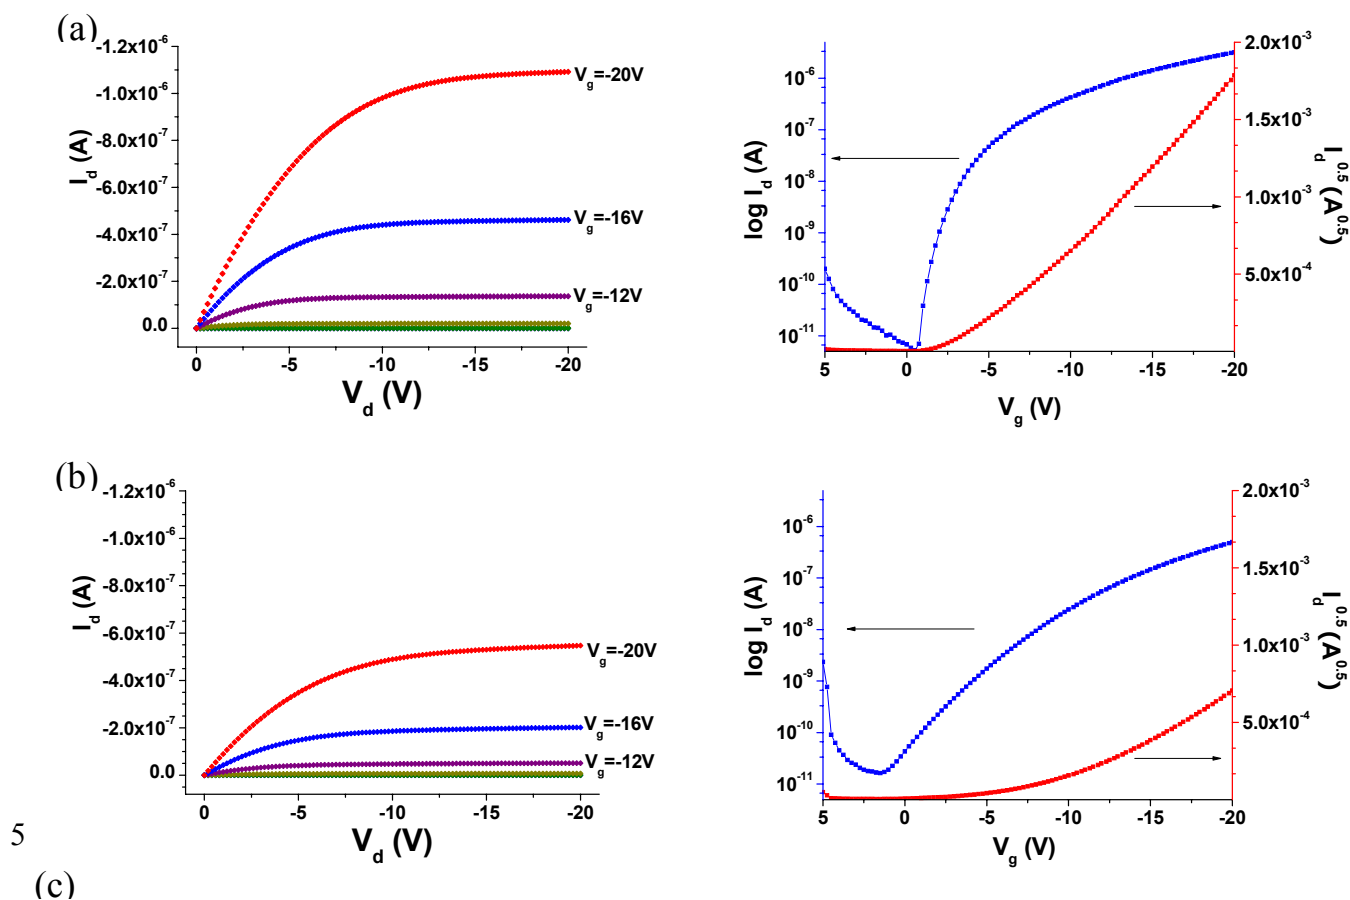 (a)
-1.2x10^-6
-1.0x10^-6
-8.0x10^-7
-6.0x10^-7
-4.0x10^-7
-2.0x10^-7
0.0
I_d (A)
V_g=-20V
V_g=-16V
V_g=-12V
0 -5 -10 -15 -20
V_d (V)
10^-6
10^-7
10^-8
10^-9
10^-10
10^-11
log I_d (A)
2.0x10^-3
1.5x10^-3
1.0x10^-3
5.0x10^-4
I_d^0.5 (A^0.5)
5 0 -5 -10 -15 -20
V_g (V)
(b)
-1.2x10^-6
-1.0x10^-6
-8.0x10^-7
-6.0x10^-7
-4.0x10^-7
-2.0x10^-7
0.0
I_d (A)
V_g=-20V
V_g=-16V
V_g=-12V
0 -5 -10 -15 -20
V_d (V)
10^-6
10^-7
10^-8
10^-9
10^-10
10^-11
log I_d (A)
2.0x10^-3
1.5x10^-3
1.0x10^-3
5.0x10^-4
I_d^0.5 (A^0.5)
5 0 -5 -10 -15 -20
V_g (V)
5
(c)